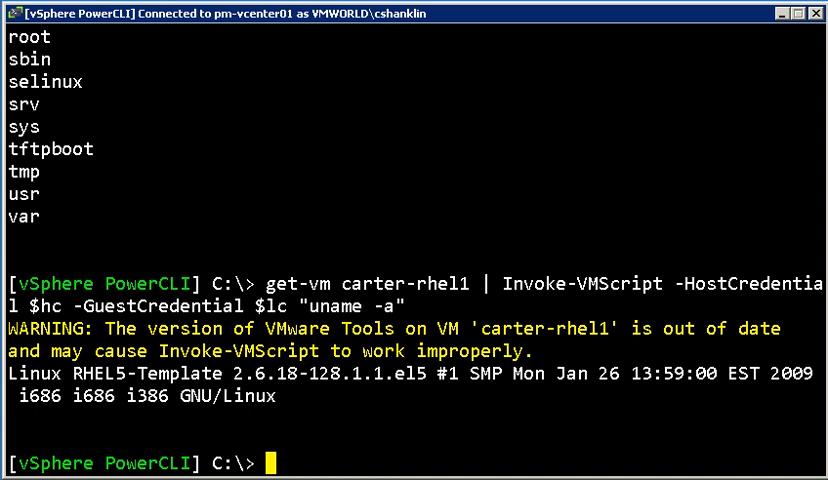 [vSphere PowerCLI] Connected to pm-vcenter01 as VMWORLD\cshanklin
root
sbin
selinux
srv
sys
tftpboot
tmp
usr
var
[vSphere PowerCLI] C:\> get-vm carter-rhel1 | Invoke-VMScript -HostCredentia
l $hc -GuestCredential $lc "uname -a"
WARNING: The version of VMware Tools on VM 'carter-rhel1' is out of date
and may cause Invoke-VMScript to work improperly.
Linux RHEL5-Template 2.6.18-128.1.1.el5 #1 SMP Mon Jan 26 13:59:00 EST 2009
i686 i686 i386 GNU/Linux
[vSphere PowerCLI] C:\>